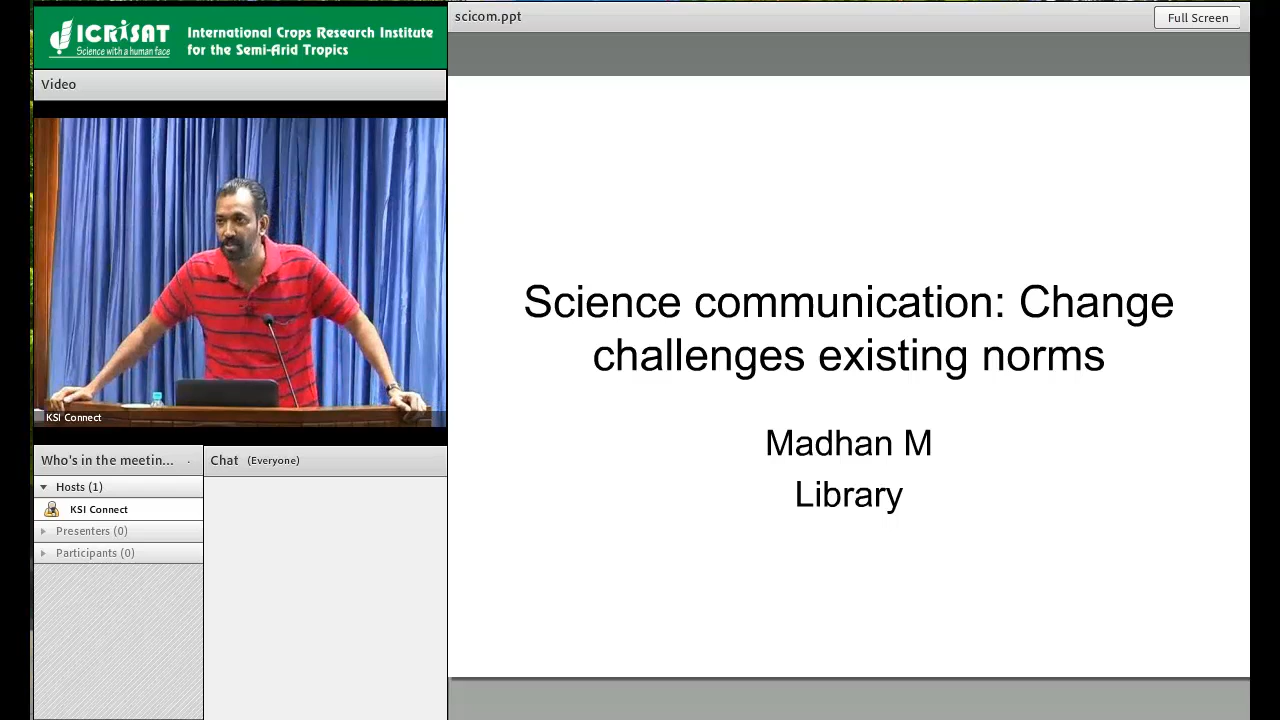 ICRISAT
Science with a human face
International Crops Research Institute
for the Semi-Arid Tropics
scicom.ppt
Full Screen
Video
KSI Connect
Who's in the meetin...
Hosts (1)
KSI Connect
Presenters (0)
Participants (0)
Chat (Everyone)
Science communication: Change
challenges existing norms
Madhan M
Library